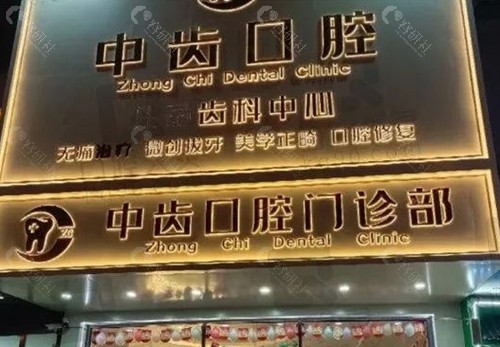 中齿口腔
Zhong Chi Dental Clinic
齿科中心
无痛治疗 微创拔牙 美学正畸 口腔修复
中齿口腔门诊部
Zhong Chi Dental Clinic